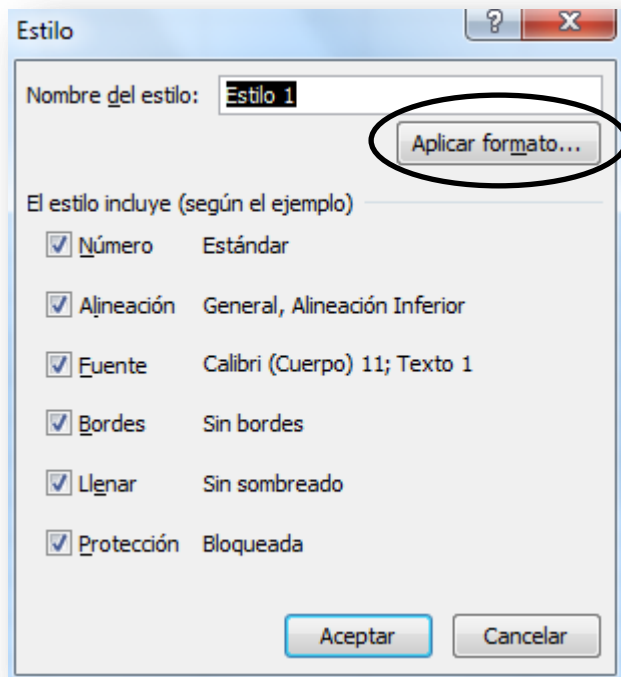 Estilo
Nombre del estilo: Estilo 1
Aplicar formato...
El estilo incluye (según el ejemplo)
Número Estándar
Alineación General, Alineación Inferior
Fuente Calibri (Cuerpo) 11; Texto 1
Bordes Sin bordes
Llenar Sin sombreado
Protección Bloqueada
Aceptar Cancelar